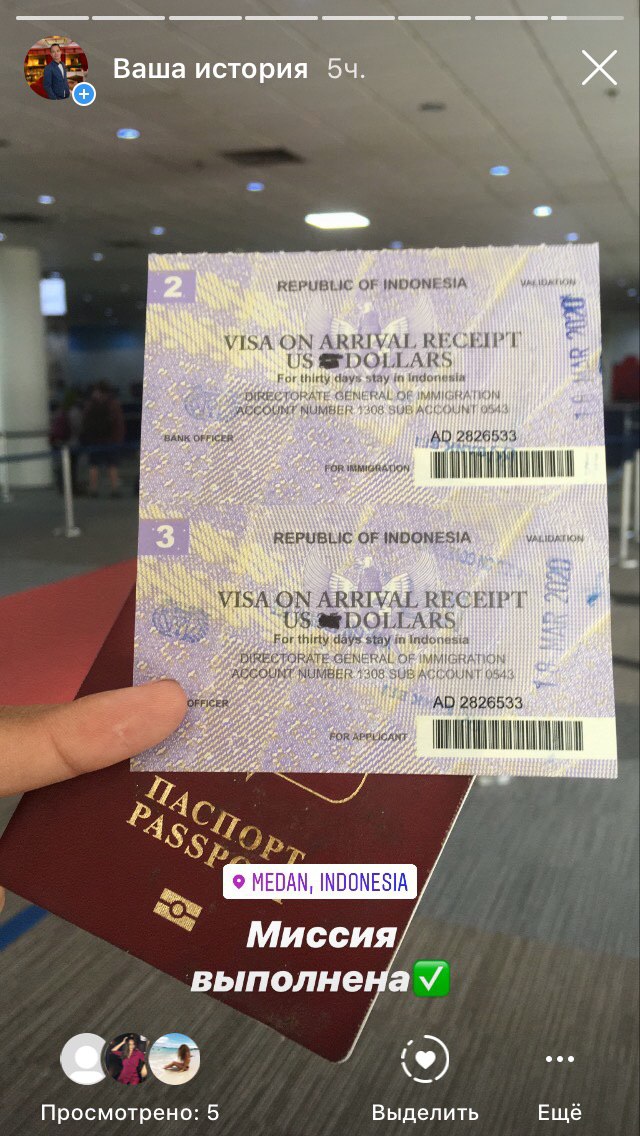 Ваша история 5ч.
2
REPUBLIC OF INDONESIA
VALIDATION
VISA ON ARRIVAL RECEIPT
US DOLLARS
For thirty days stay in Indonesia
DIRECTORATE GENERAL OF IMMIGRATION
ACCOUNT NUMBER 1308 SUB ACCOUNT 0543
BANK OFFICER
AD 2826533
FOR IMMIGRATION
MAR 2020
3
REPUBLIC OF INDONESIA
VALIDATION
VISA ON ARRIVAL RECEIPT
US DOLLARS
For thirty days stay in Indonesia
DIRECTORATE GENERAL OF IMMIGRATION
ACCOUNT NUMBER 1308 SUB ACCOUNT 0543
OFFICER
AD 2826533
FOR APPLICANT
MAR 2020
ПАСПОРТ
MEDAN, INDONESIA
Миссия
выполнена✅
Просмотрено: 5
Выделить
Ещё